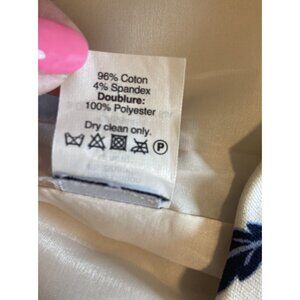 96% Coton
4% Spandex
Doublure:
100% Polyester
Dry clean only.
P